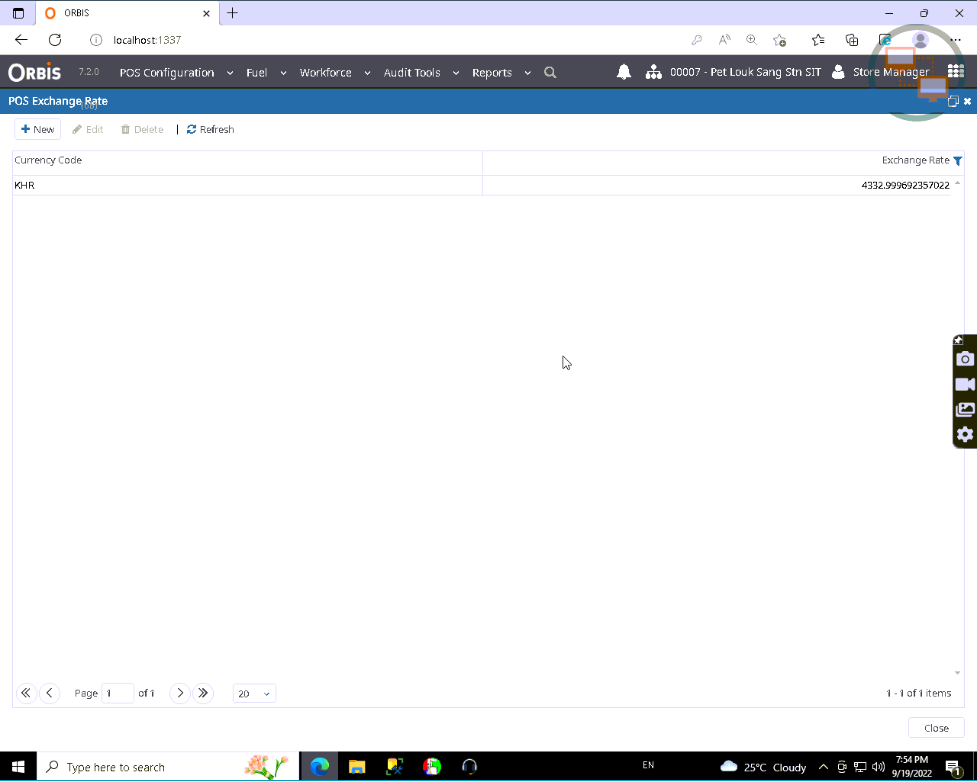 ORBIS
localhost:1337
ORBIS 7.2.0 POS Configuration Fuel Workforce Audit Tools Reports 00007 - Pet Louk Sang Stn SIT Store Manager
POS Exchange Rate
New Edit Delete | Refresh
Currency Code Exchange Rate
KHR 4332.999692357022
Page 1 of 1 20 1 - 1 of 1 items
Close
Type here to search EN 25°C Cloudy 7:54 PM
9/19/2022 1